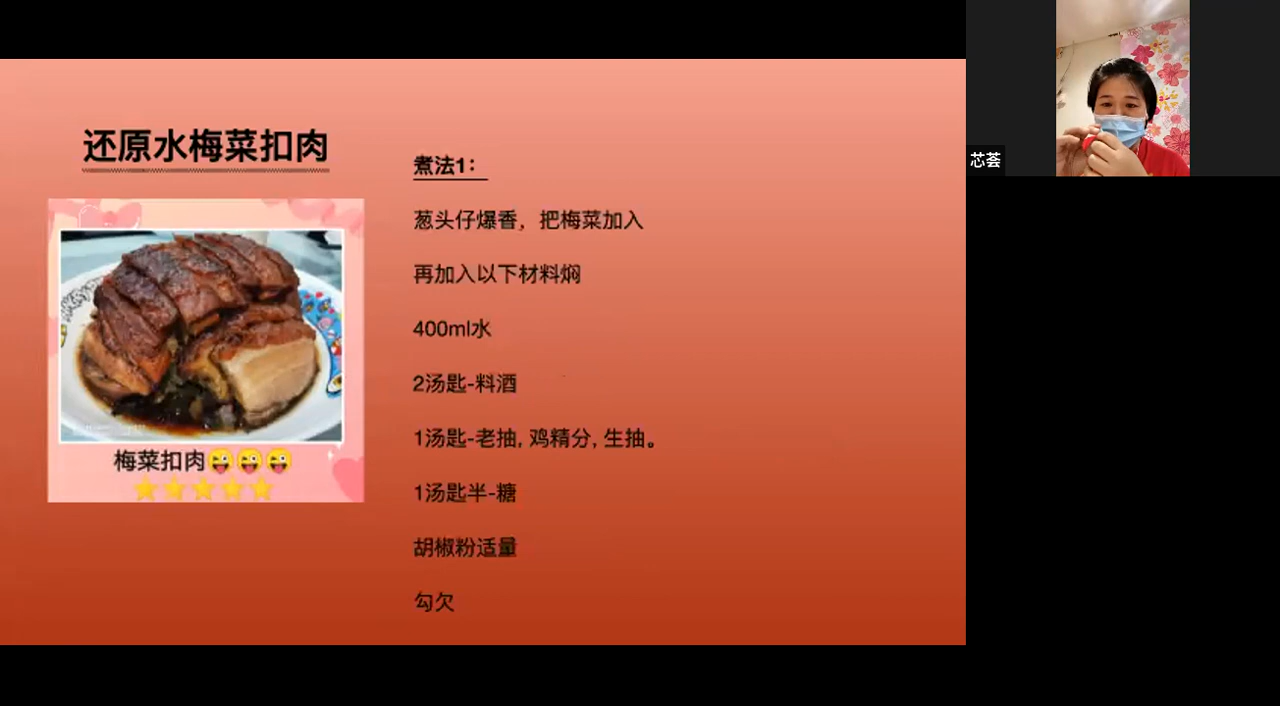 还原水梅菜扣肉
梅菜扣肉😜😜😜
煮法1：
葱头仔爆香，把梅菜加入
再加入以下材料焖
400ml水
2汤匙-料酒
1汤匙-老抽, 鸡精分, 生抽。
1汤匙半-糖
胡椒粉适量
勾欠
芯荟